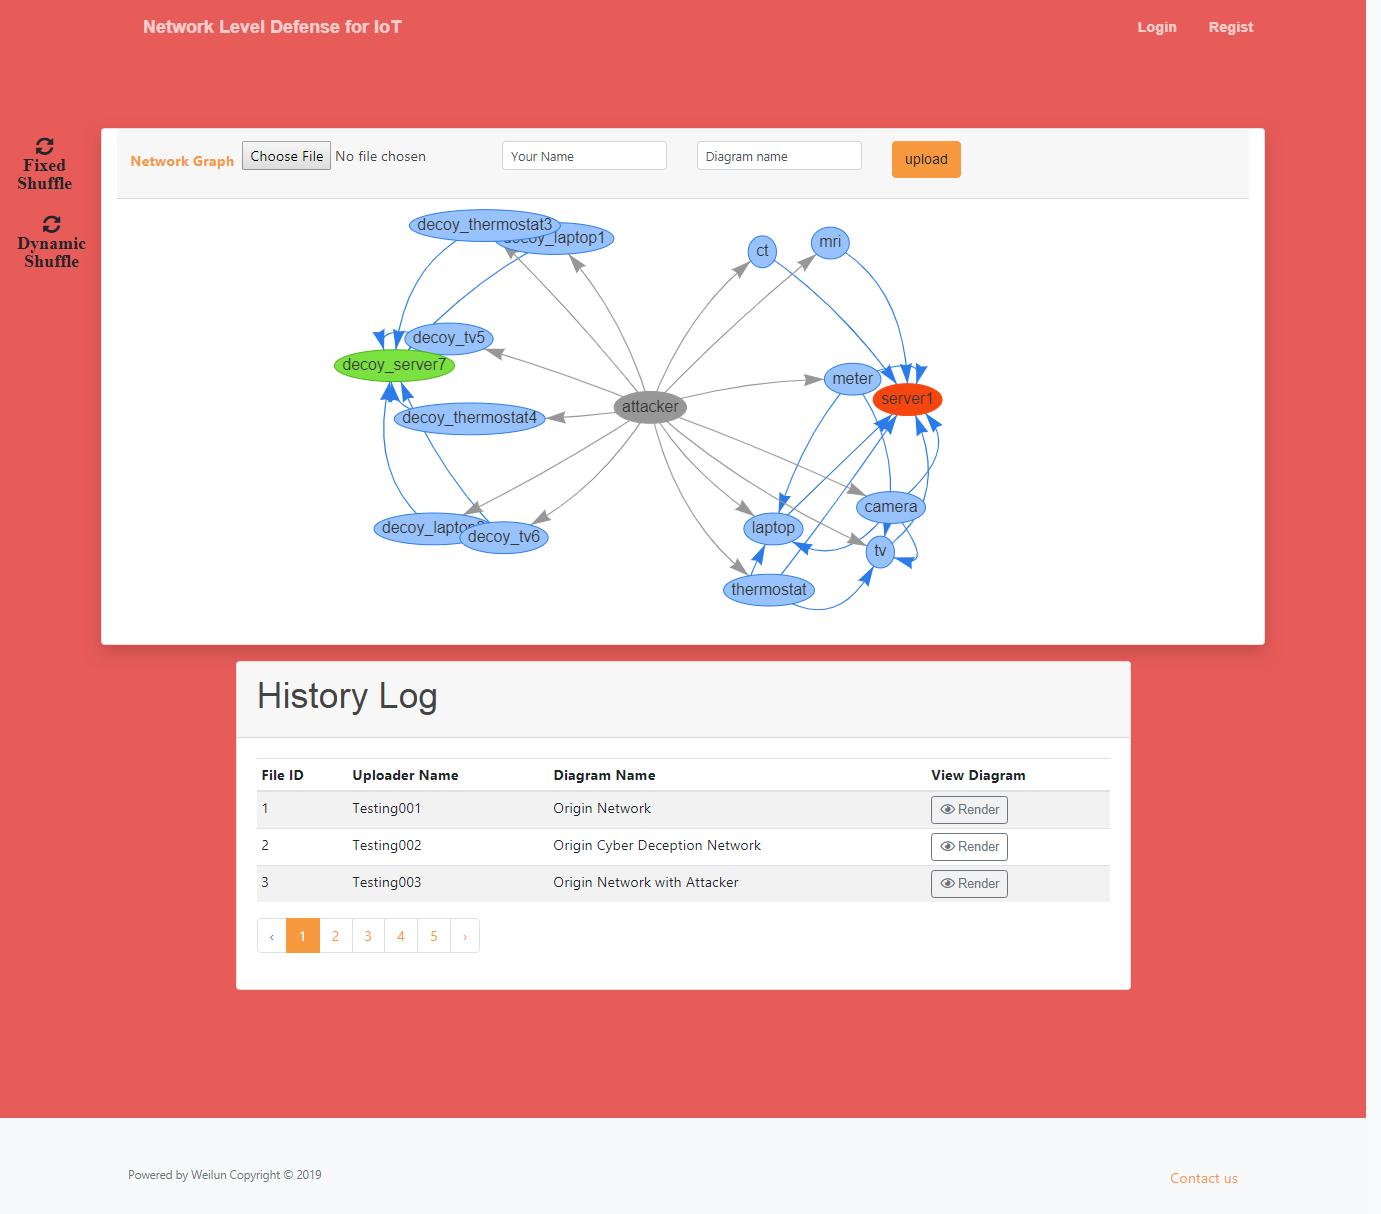 Network Level Defense for IoT
Login
Regist
Fixed
Shuffle
Dynamic
Shuffle
Network Graph
Choose File
No file chosen
Your Name
Diagram name
upload
decoy_thermostat3
decoy_laptop1
ct
mri
decoy_tv5
decoy_server7
meter
server1
attacker
decoy_thermostat4
camera
decoy_laptop
decoy_tv6
laptop
tv
thermostat
History Log
File ID Uploader Name Diagram Name View Diagram
1 Testing001 Origin Network Render
2 Testing002 Origin Cyber Deception Network Render
3 Testing003 Origin Network with Attacker Render
‹ 1 2 3 4 5 ›
Powered by Weilun Copyright © 2019
Contact us